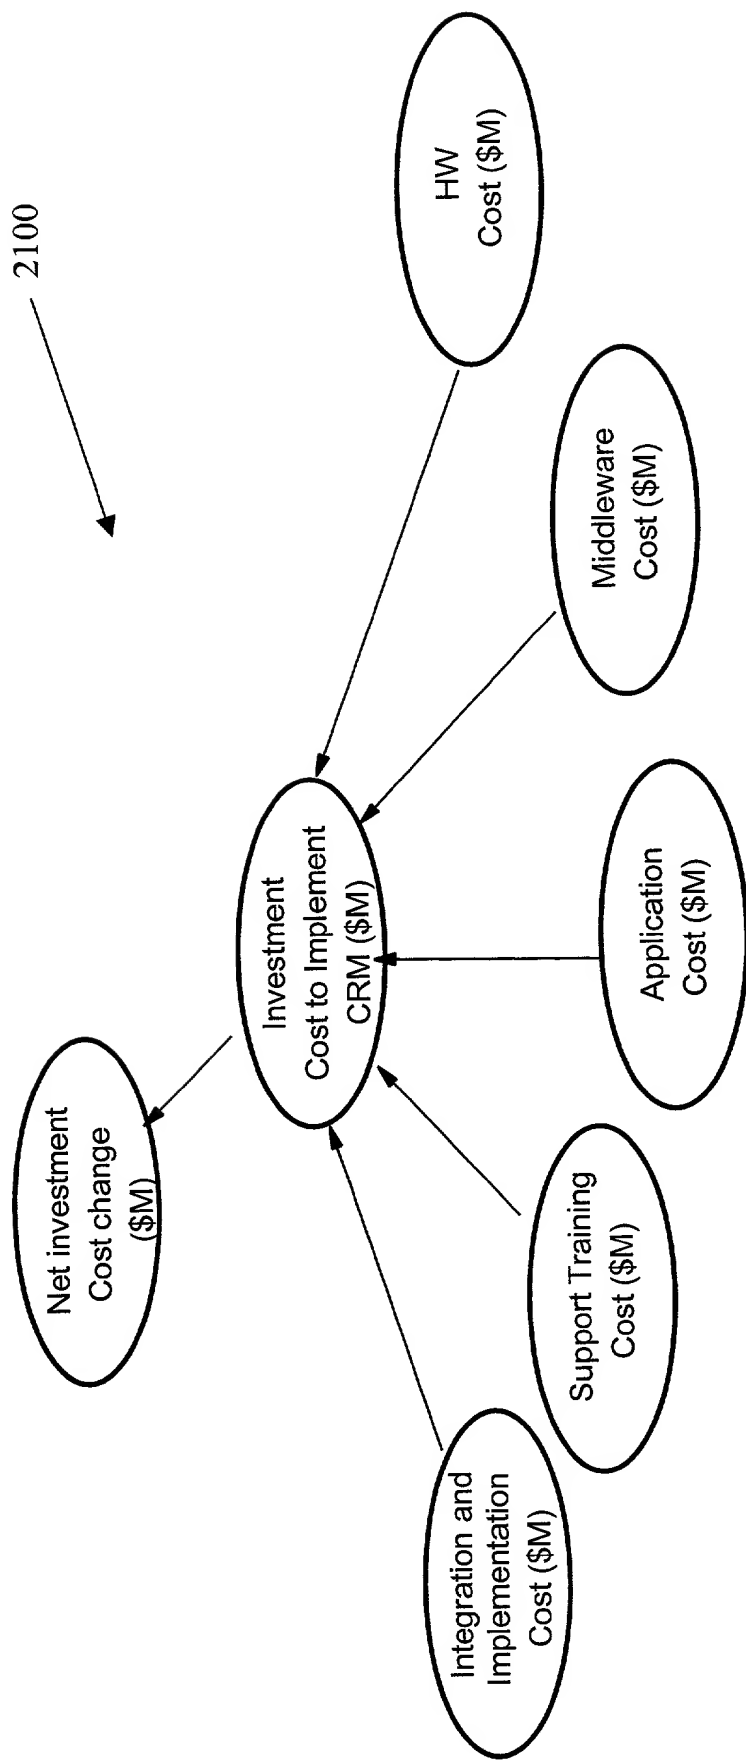 2100
Net investment
Cost change
($M)
Investment
Cost to Implement
CRM ($M)
Integration and
Implementation
Cost ($M)
Support Training
Cost ($M)
Application
Cost ($M)
Middleware
Cost ($M)
HW
Cost ($M)